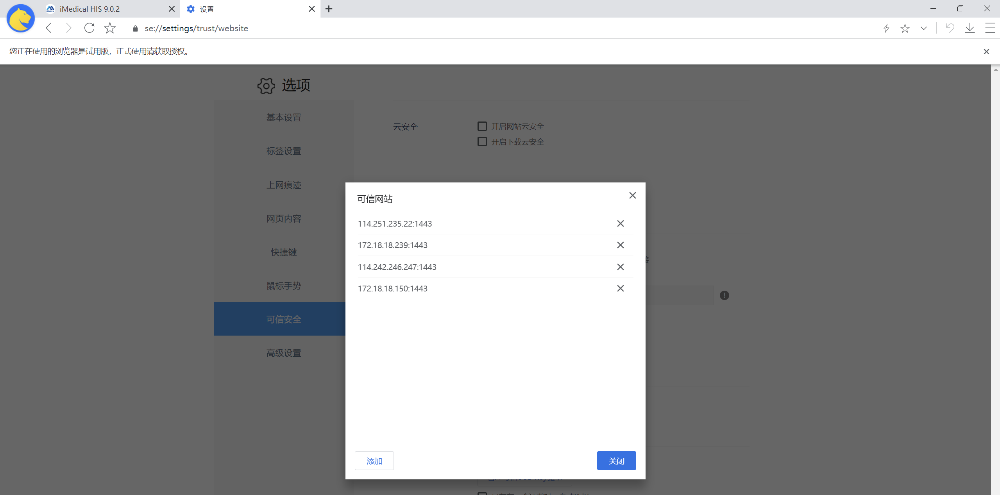 iMedical HIS 9.0.2
设置
se://settings/trust/website
您正在使用的浏览器是试用版，正式使用请获取授权。
选项
基本设置
标签设置
上网痕迹
网页内容
快捷键
鼠标手势
可信安全
高级设置
云安全
开启网站云安全
开启下载云安全
可信网站
114.251.235.22:1443
172.18.18.239:1443
114.242.246.247:1443
172.18.18.150:1443
添加
关闭